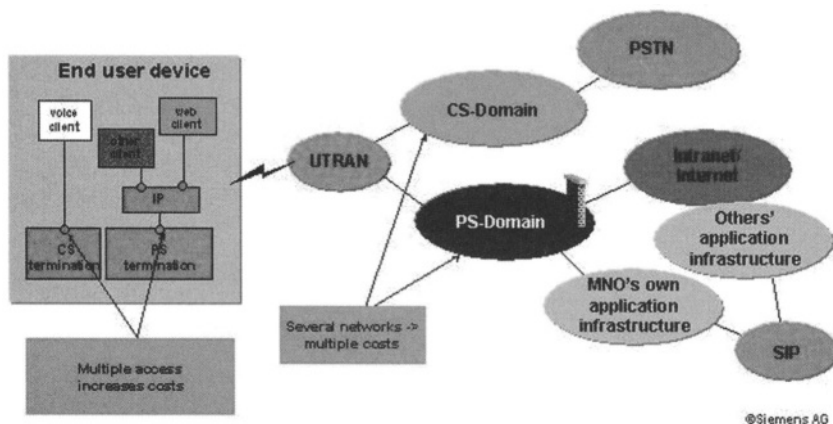 End user device
voice
client
web
client
other
client
IP
CS
termination
PS
termination
Multiple access
increases costs
UTRAN
CS-Domain
PSTN
PS-Domain
Intranet/
Internet
Others'
application
infrastructure
MNO's own
application
infrastructure
SIP
Several networks ->
multiple costs
©Siemens AG